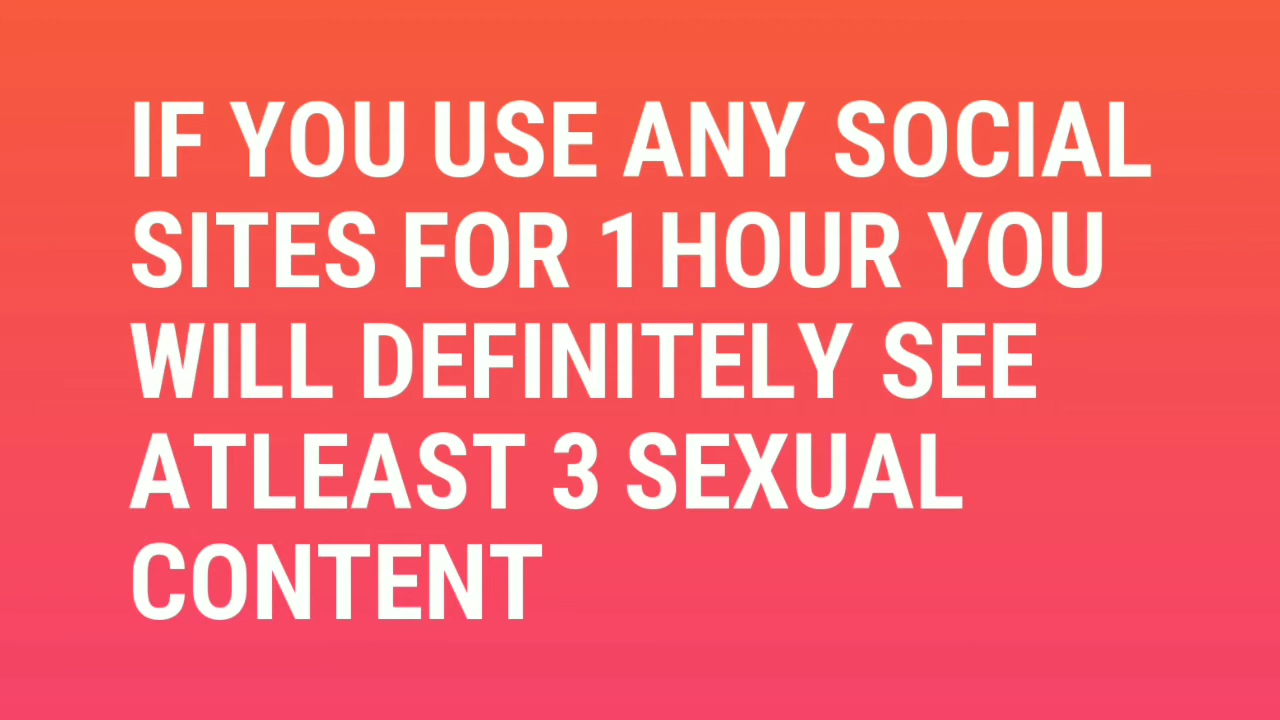 IF YOU USE ANY SOCIAL
SITES FOR 1 HOUR YOU
WILL DEFINITELY SEE
ATLEAST 3 SEXUAL
CONTENT